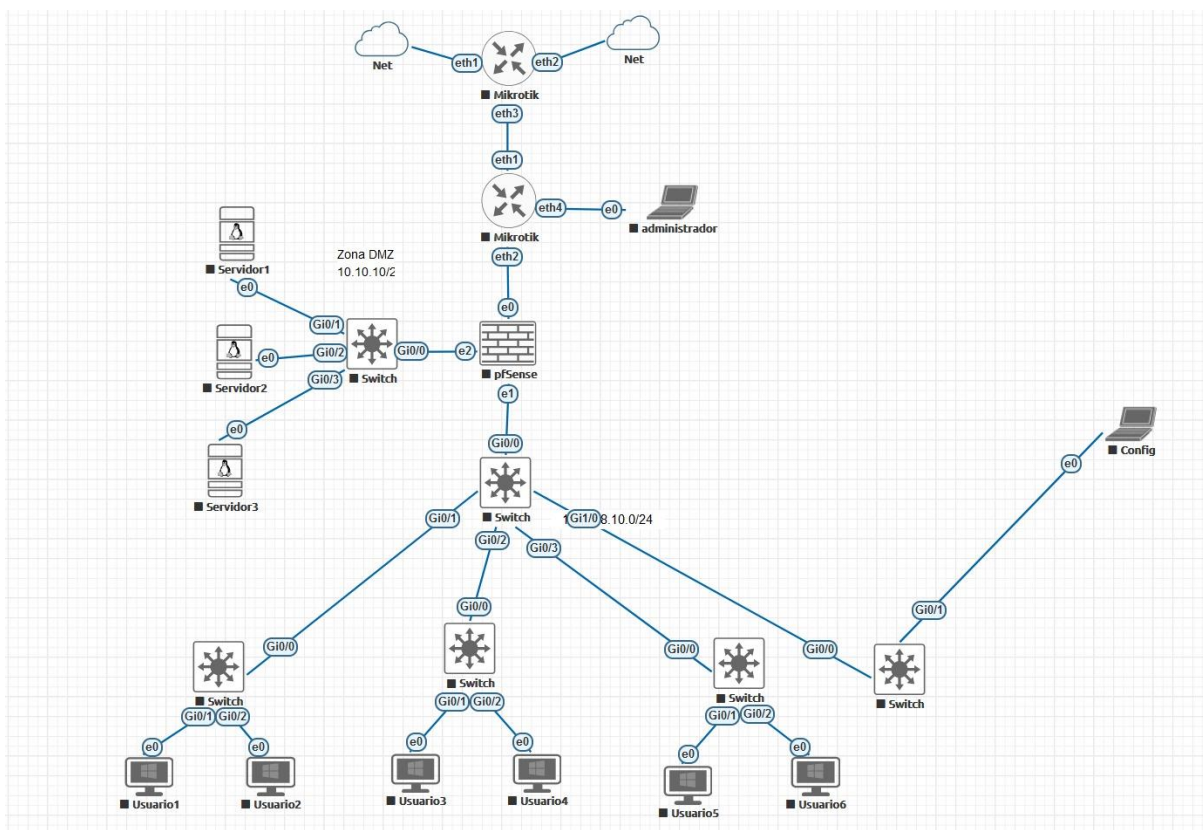 Net
eth1
eth2
Net
■ Mikrotik
eth3
eth1
■ Mikrotik
eth4
e0
■ administrador
eth2
■ Servidor1
e0
Zona DMZ
10.10.10/2
e0
Gi0/1
Gi0/2
Gi0/0
e2
■ pfSense
e0
■ Servidor2
Gi0/3
■ Switch
e1
e0
■ Servidor3
Gi0/0
■ Switch
■ Config
e0
Gi0/1
Gi0/2
Gi0/3
Gi1/0
8.10.0/24
Gi0/1
Gi0/0
Gi0/0
Gi0/0
Gi0/0
■ Switch
■ Switch
■ Switch
■ Switch
Gi0/1
Gi0/2
Gi0/1
Gi0/2
Gi0/1
Gi0/2
e0
e0
e0
e0
e0
e0
■ Usuario1
■ Usuario2
■ Usuario3
■ Usuario4
■ Usuario5
■ Usuario6